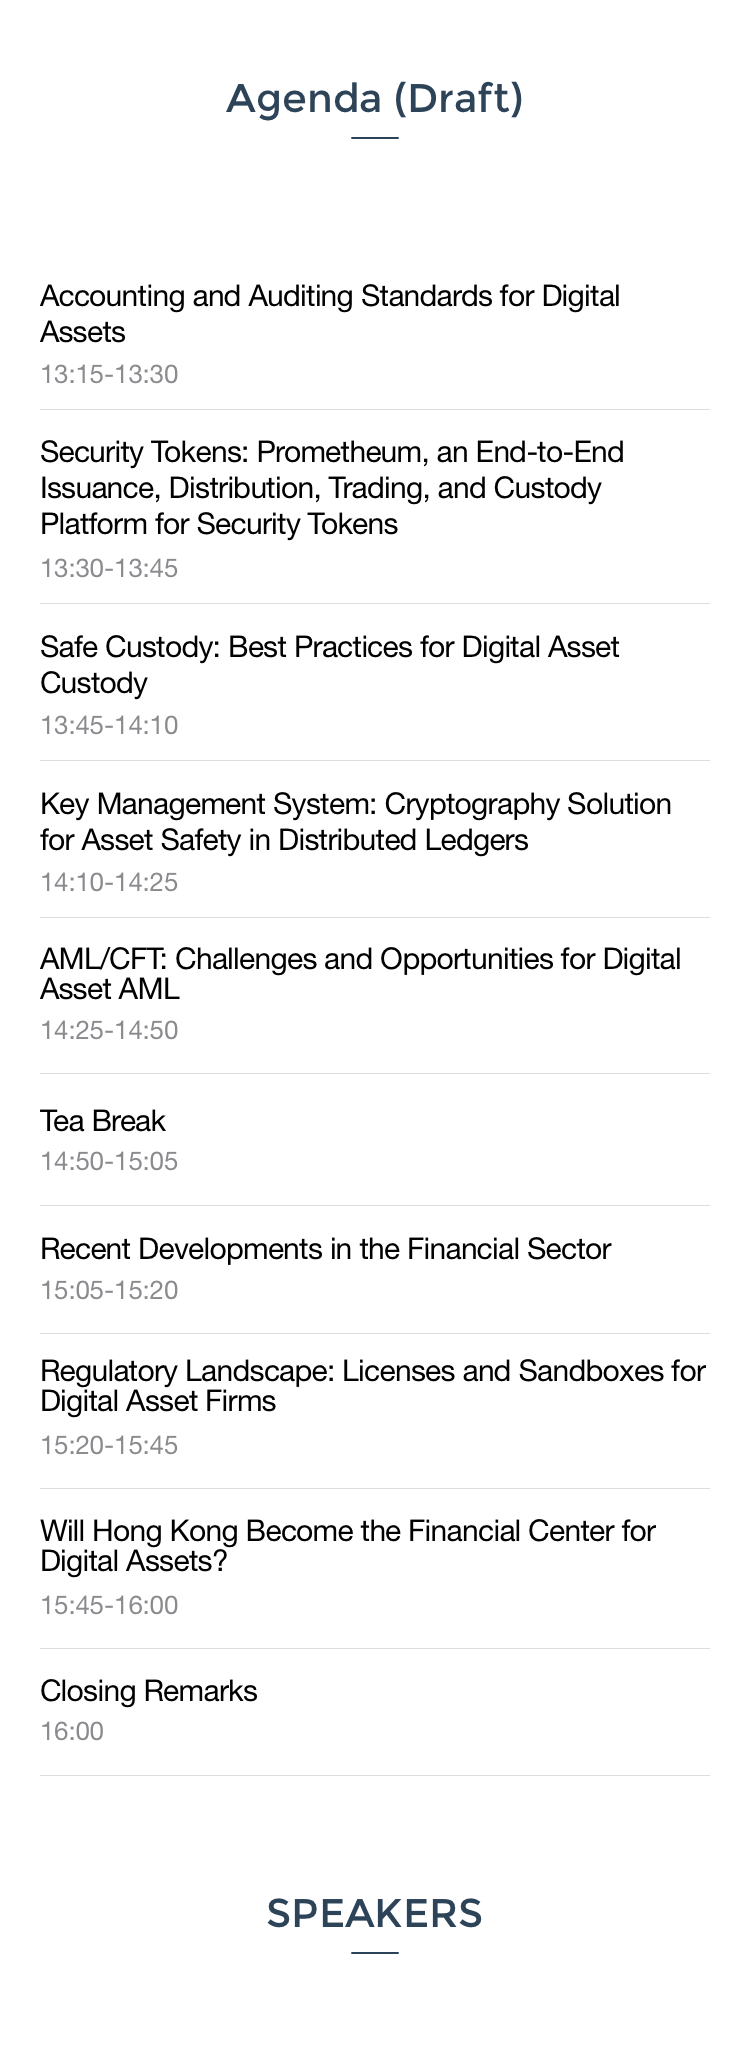 Agenda (Draft)
Accounting and Auditing Standards for Digital
Assets
13:15-13:30
Security Tokens: Prometheum, an End-to-End
Issuance, Distribution, Trading, and Custody
Platform for Security Tokens
13:30-13:45
Safe Custody: Best Practices for Digital Asset
Custody
13:45-14:10
Key Management System: Cryptography Solution
for Asset Safety in Distributed Ledgers
14:10-14:25
AML/CFT: Challenges and Opportunities for Digital
Asset AML
14:25-14:50
Tea Break
14:50-15:05
Recent Developments in the Financial Sector
15:05-15:20
Regulatory Landscape: Licenses and Sandboxes for
Digital Asset Firms
15:20-15:45
Will Hong Kong Become the Financial Center for
Digital Assets?
15:45-16:00
Closing Remarks
16:00
SPEAKERS